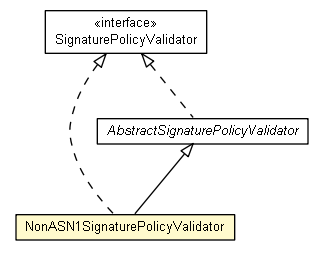 «interface»
SignaturePolicyValidator
AbstractSignaturePolicyValidator
NonASN1SignaturePolicyValidator